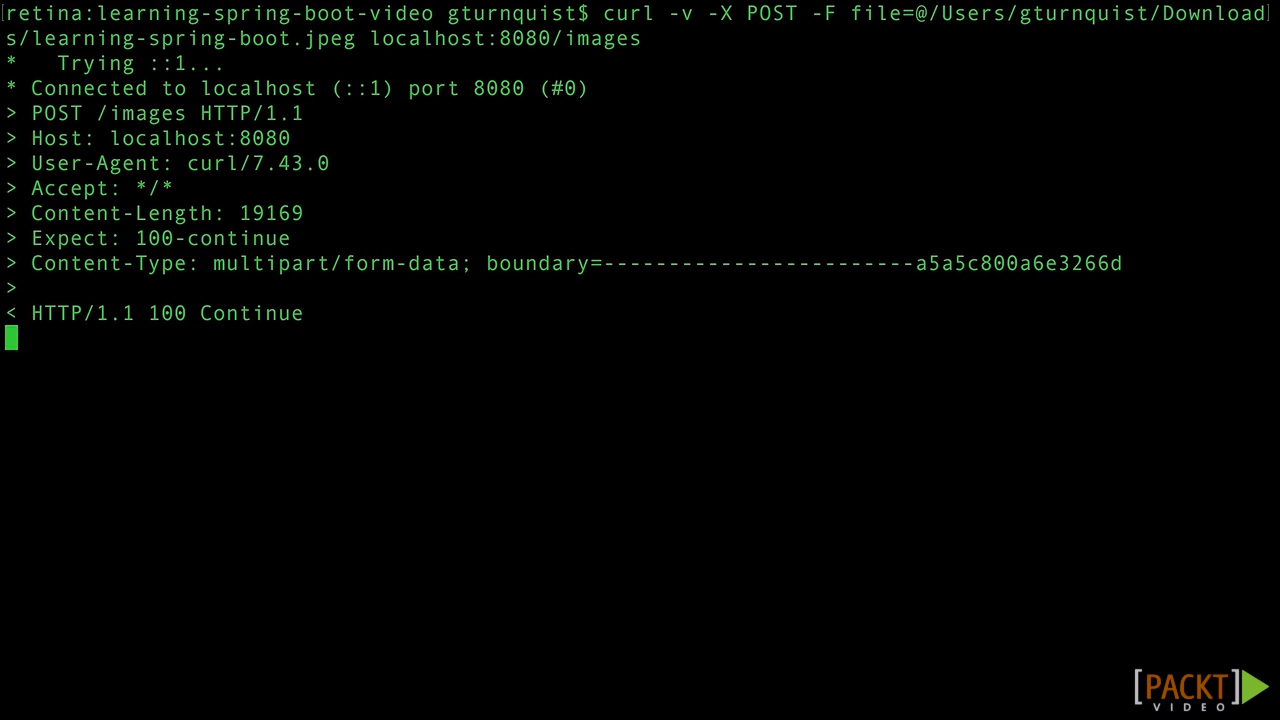 [retina:learning-spring-boot-video gturnquist$ curl -v -X POST -F file=@/Users/gturnquist/Download]
s/learning-spring-boot.jpeg localhost:8080/images
*   Trying ::1...
* Connected to localhost (::1) port 8080 (#0)
> POST /images HTTP/1.1
> Host: localhost:8080
> User-Agent: curl/7.43.0
> Accept: */*
> Content-Length: 19169
> Expect: 100-continue
> Content-Type: multipart/form-data; boundary=------------------------a5a5c800a6e3266d
>
< HTTP/1.1 100 Continue
[PACKT]
VIDEO